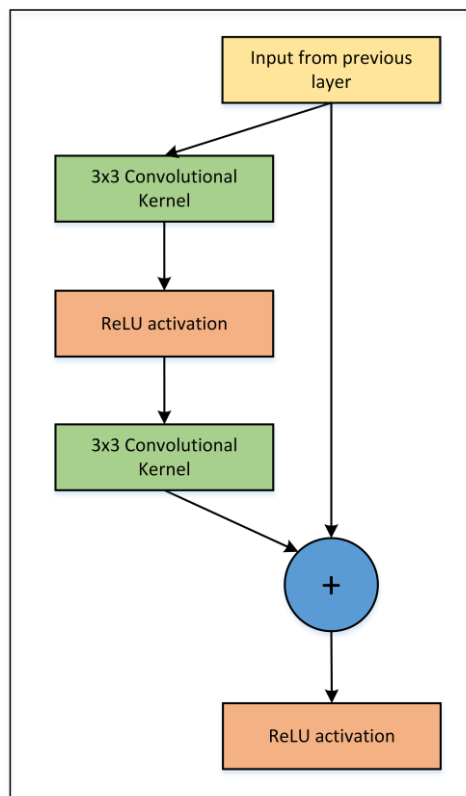 Input from previous
layer
3x3 Convolutional
Kernel
ReLU activation
3x3 Convolutional
Kernel
+
ReLU activation